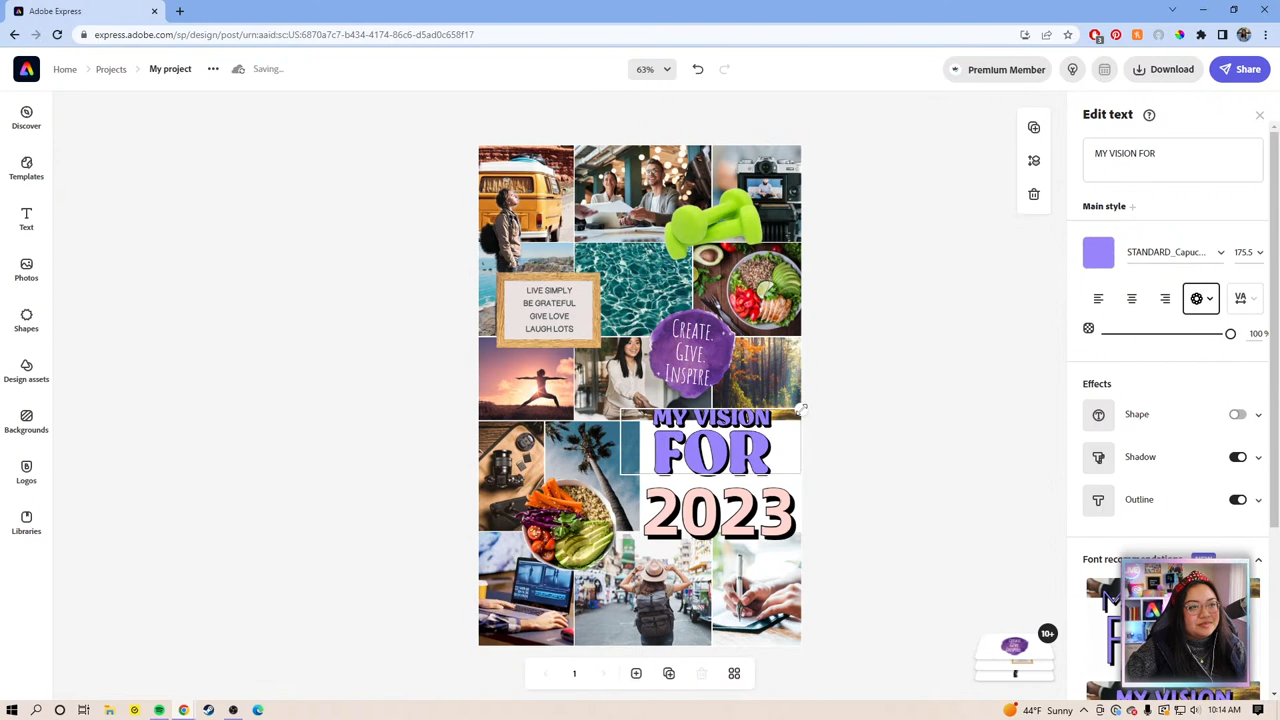 Adobe Express
express.adobe.com/sp/design/post/urn:aaid:sc:US:6870a7c7-b434-4174-86c6-d5ad0c658f17
Home
Projects
My project
Saving...
63%
Premium Member
Download
Share
Discover
Templates
Text
Photos
Shapes
Design assets
Backgrounds
Logos
Libraries
LIVE SIMPLY
BE GRATEFUL
GIVE LOVE
LAUGH LOTS
CREATE.
GIVE.
INSPIRE.
MY VISION
FOR
2023
1
10+
Edit text
MY VISION FOR
Main style
STANDARD_Capuc...
175.5
VA
100 %
Effects
Shape
Shadow
Outline
MY VISION
44°F Sunny
10:14 AM